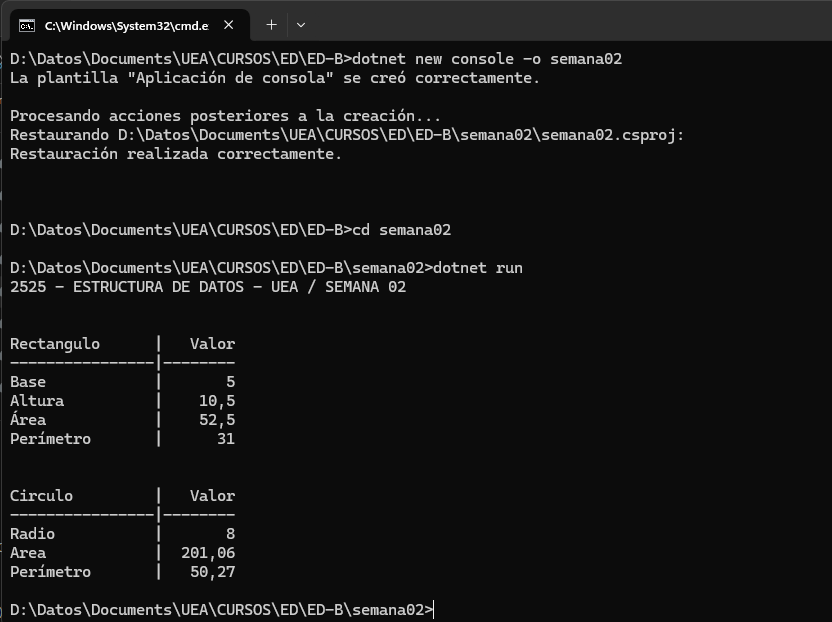 C:\Windows\System32\cmd.e
D:\Datos\Documents\UEA\CURSOS\ED\ED-B>dotnet new console -o semana02
La plantilla "Aplicación de consola" se creó correctamente.
Procesando acciones posteriores a la creación...
Restaurando D:\Datos\Documents\UEA\CURSOS\ED\ED-B\semana02\semana02.csproj:
Restauración realizada correctamente.
D:\Datos\Documents\UEA\CURSOS\ED\ED-B>cd semana02
D:\Datos\Documents\UEA\CURSOS\ED\ED-B\semana02>dotnet run
2525 - ESTRUCTURA DE DATOS - UEA / SEMANA 02
Rectangulo      |   Valor
----------------|--------
Base            |       5
Altura          |    10,5
Área            |    52,5
Perímetro       |      31
Circulo         |   Valor
----------------|--------
Radio           |       8
Area            |  201,06
Perímetro       |   50,27
D:\Datos\Documents\UEA\CURSOS\ED\ED-B\semana02>